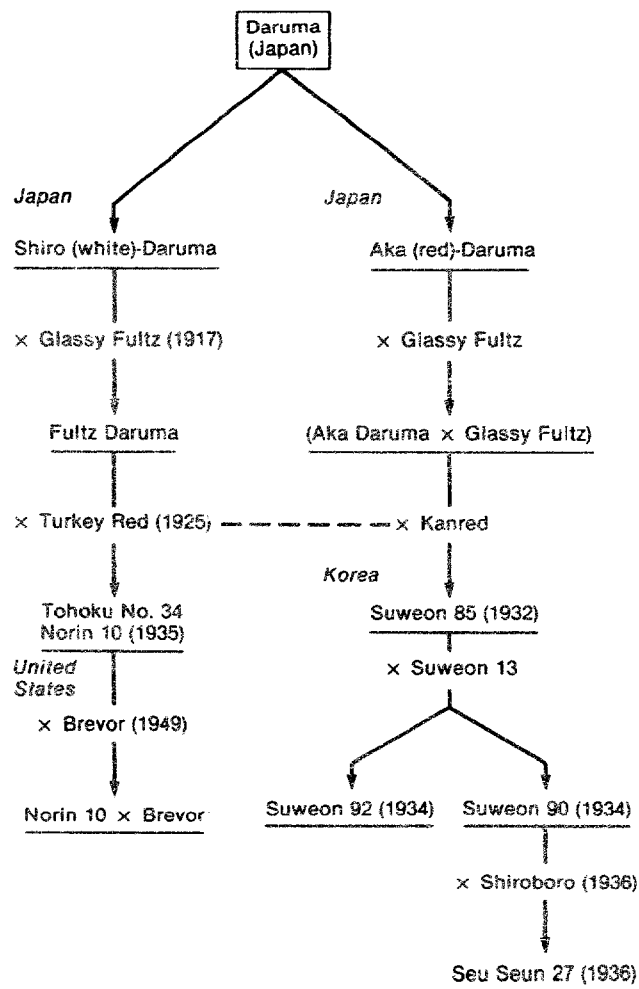 Daruma
(Japan)
Japan
Japan
Shiro (white)-Daruma
Aka (red)-Daruma
× Glassy Fultz (1917)
× Glassy Fultz
Fultz Daruma
(Aka Daruma × Glassy Fultz)
× Turkey Red (1925)
× Kanred
Korea
Tohoku No. 34
Norin 10 (1935)
Suweon 85 (1932)
United
States
× Suweon 13
× Brevor (1949)
Norin 10 × Brevor
Suweon 92 (1934)
Suweon 90 (1934)
× Shiroboro (1936)
Seu Seun 27 (1936)